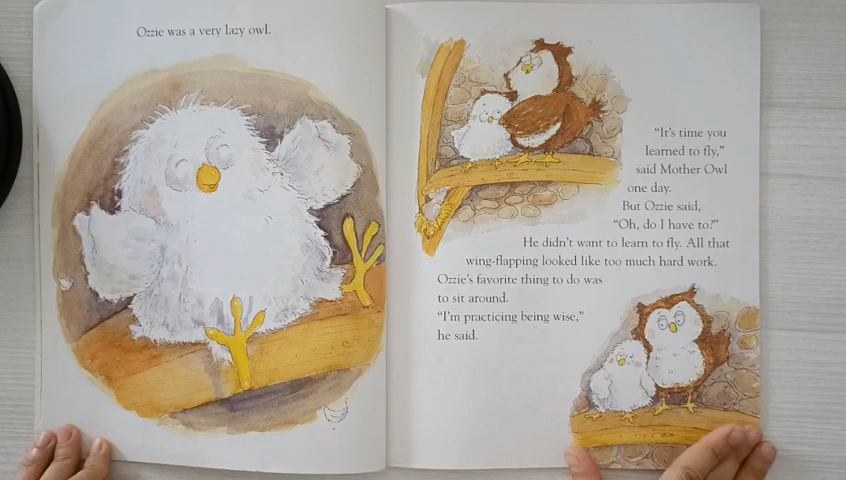 Ozzie was a very lazy owl.
“It’s time you
learned to fly,”
said Mother Owl
one day.
But Ozzie said,
“Oh, do I have to?”
He didn’t want to learn to fly. All that
wing-flapping looked like too much hard work.
Ozzie’s favorite thing to do was
to sit around.
“I’m practicing being wise,”
he said.